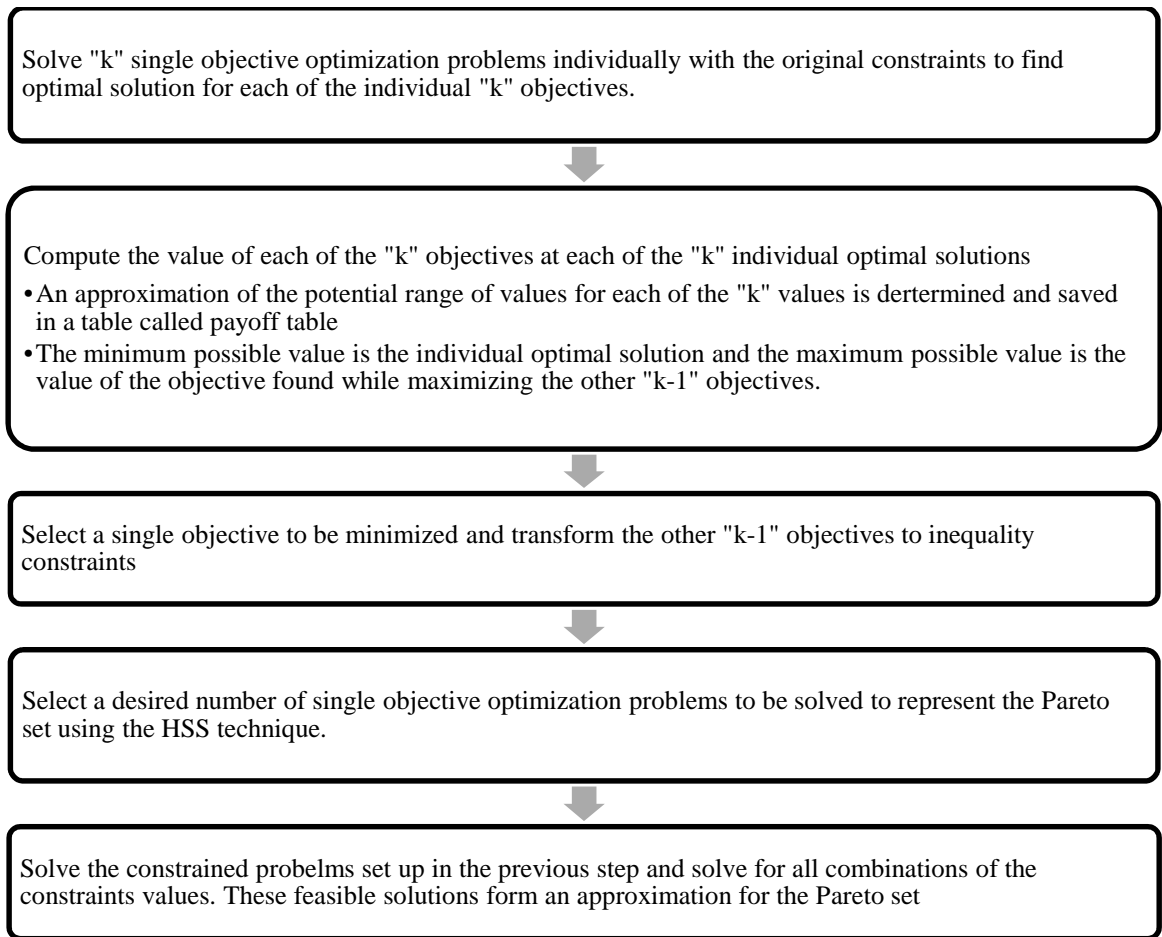 Solve "k" single objective optimization problems individually with the original constraints to find
optimal solution for each of the individual "k" objectives.
Compute the value of each of the "k" objectives at each of the "k" individual optimal solutions
•An approximation of the potential range of values for each of the "k" values is dertermined and saved
in a table called payoff table
•The minimum possible value is the individual optimal solution and the maximum possible value is the
value of the objective found while maximizing the other "k-1" objectives.
Select a single objective to be minimized and transform the other "k-1" objectives to inequality
constraints
Select a desired number of single objective optimization problems to be solved to represent the Pareto
set using the HSS technique.
Solve the constrained probelms set up in the previous step and solve for all combinations of the
constraints values. These feasible solutions form an approximation for the Pareto set